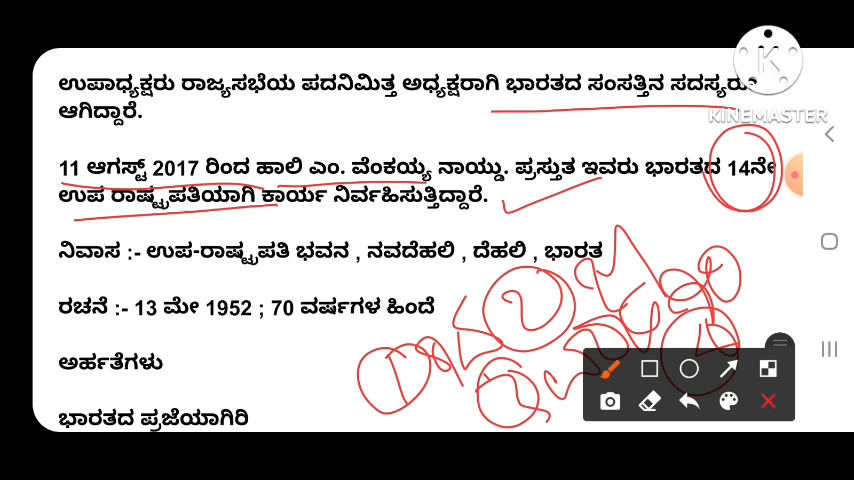 ಉಪಾಧ್ಯಕ್ಷರು ರಾಜ್ಯಸಭೆಯ ಪದನಿಮಿತ್ತ ಅಧ್ಯಕ್ಷರಾಗಿ ಭಾರತದ ಸಂಸತ್ತಿನ ಸದಸ್ಯರೂ
ಆಗಿದ್ದಾರೆ.
K
KINEMASTER
11 ಆಗಸ್ಟ್ 2017 ರಿಂದ ಹಾಲಿ ಎಂ. ವೆಂಕಯ್ಯ ನಾಯ್ಡು. ಪ್ರಸ್ತುತ ಇವರು ಭಾರತದ 14ನೇ
ಉಪ ರಾಷ್ಟ್ರಪತಿಯಾಗಿ ಕಾರ್ಯ ನಿರ್ವಹಿಸುತ್ತಿದ್ದಾರೆ.
ನಿವಾಸ :- ಉಪ-ರಾಷ್ಟ್ರಪತಿ ಭವನ , ನವದೆಹಲಿ , ದೆಹಲಿ , ಭಾರತ
ರಚನೆ :- 13 ಮೇ 1952 ; 70 ವರ್ಷಗಳ ಹಿಂದೆ
ಅರ್ಹತೆಗಳು
ಭಾರತದ ಪ್ರಜೆಯಾಗಿರಿ